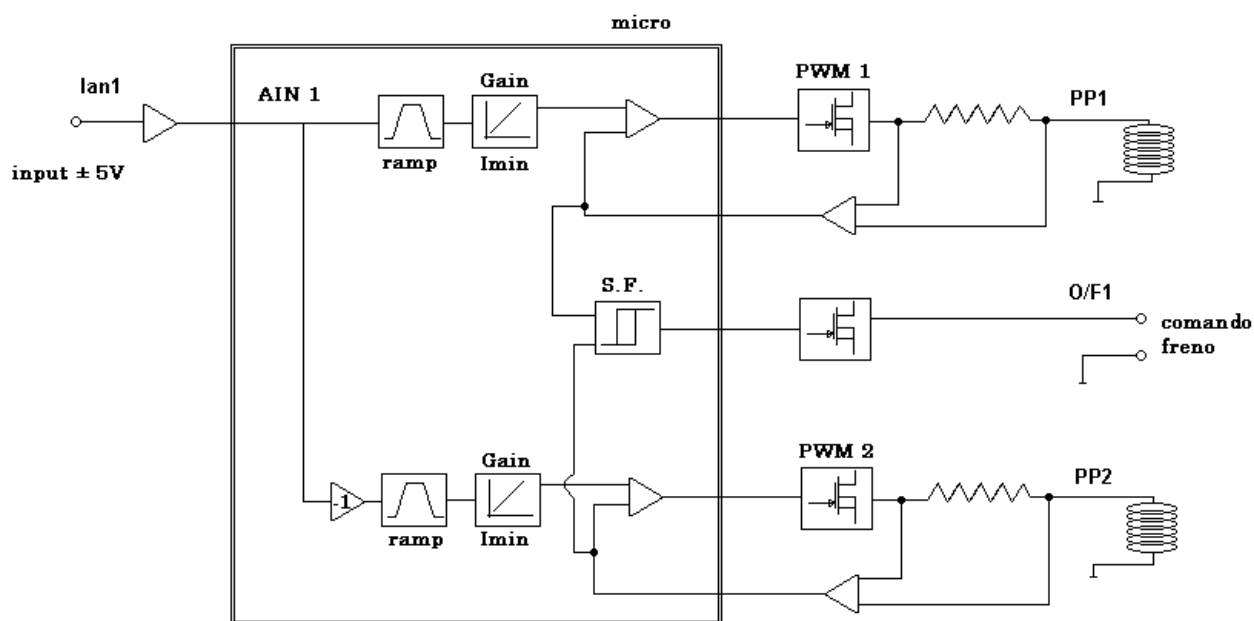 micro
Ian1
AIN 1
Gain
PWM 1
PP1
ramp
Imin
input ± 5V
S.F.
O/F1
comando
freno
Gain
PWM 2
PP2
-1
ramp
Imin